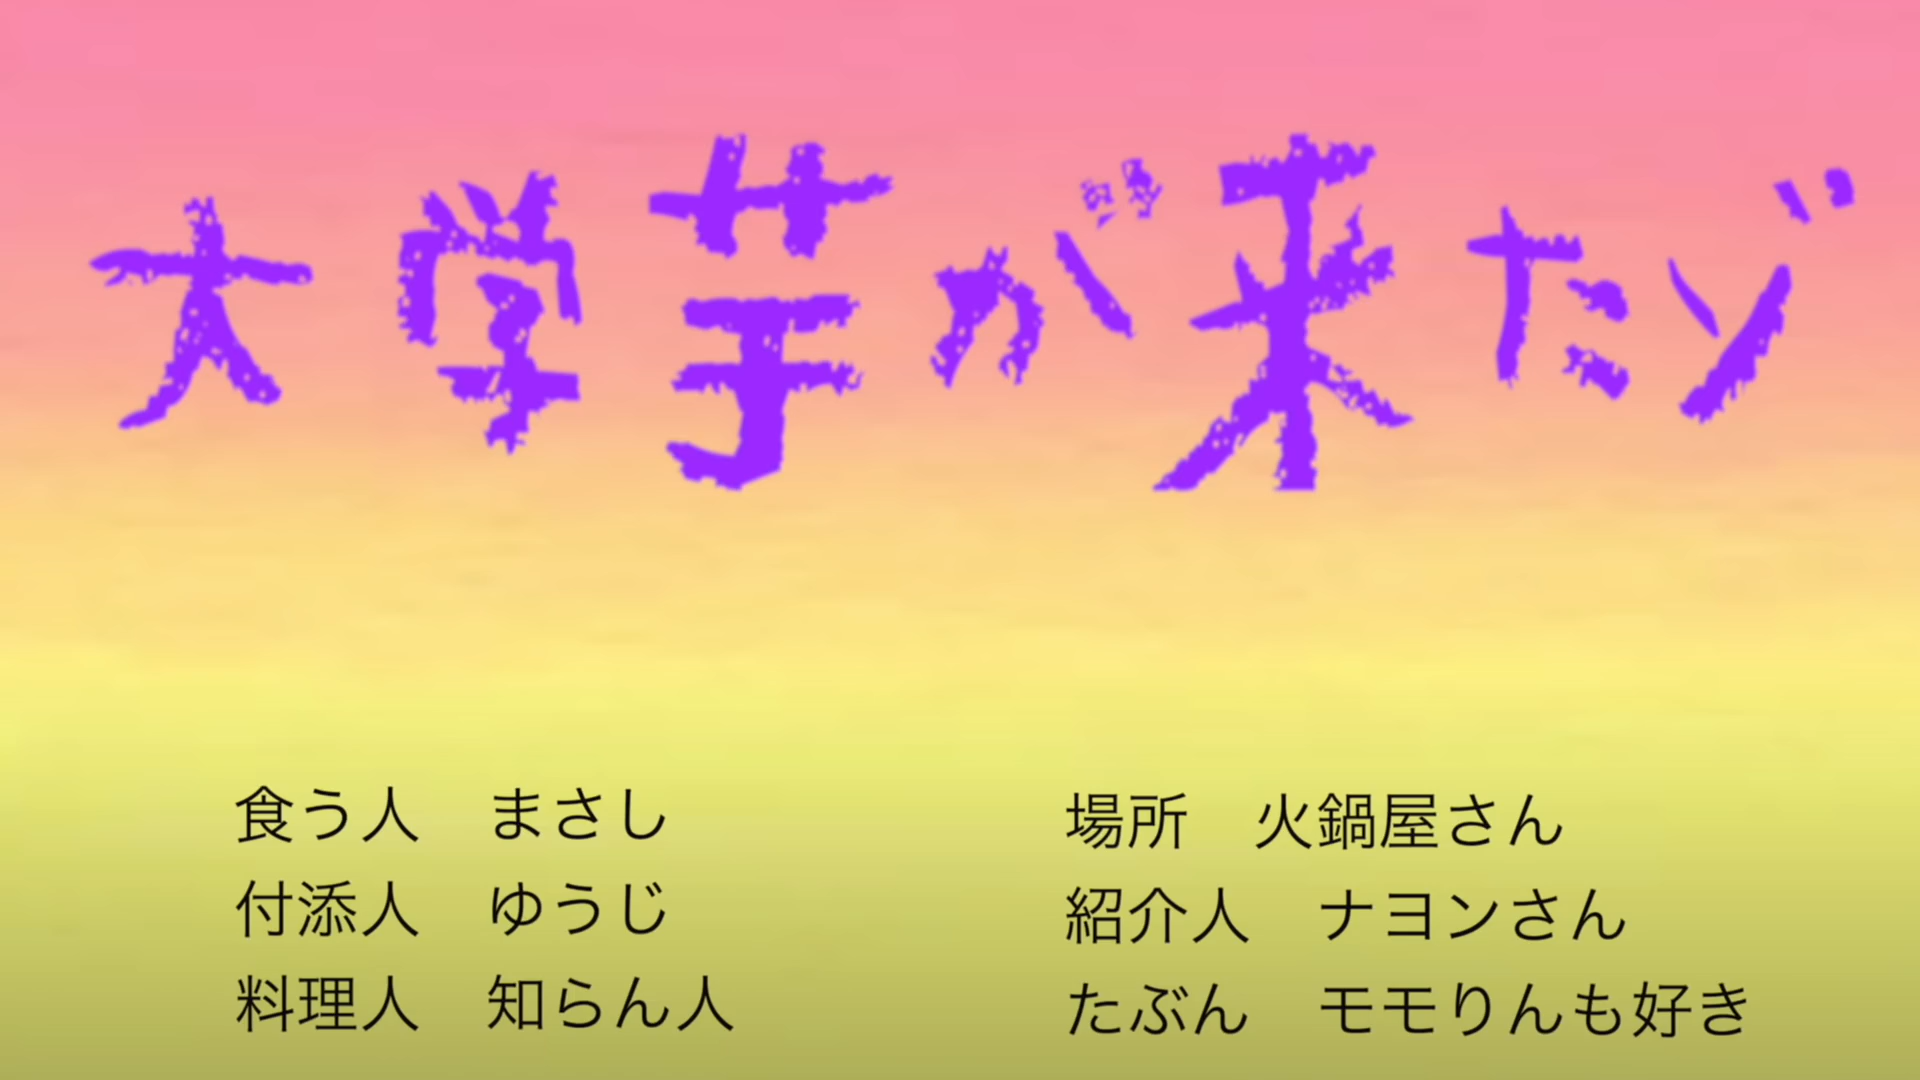 大学芋が来たゾ
食う人　まさし
付添人　ゆうじ
料理人　知らん人
場所　火鍋屋さん
紹介人　ナヨンさん
たぶん　モモりんも好き